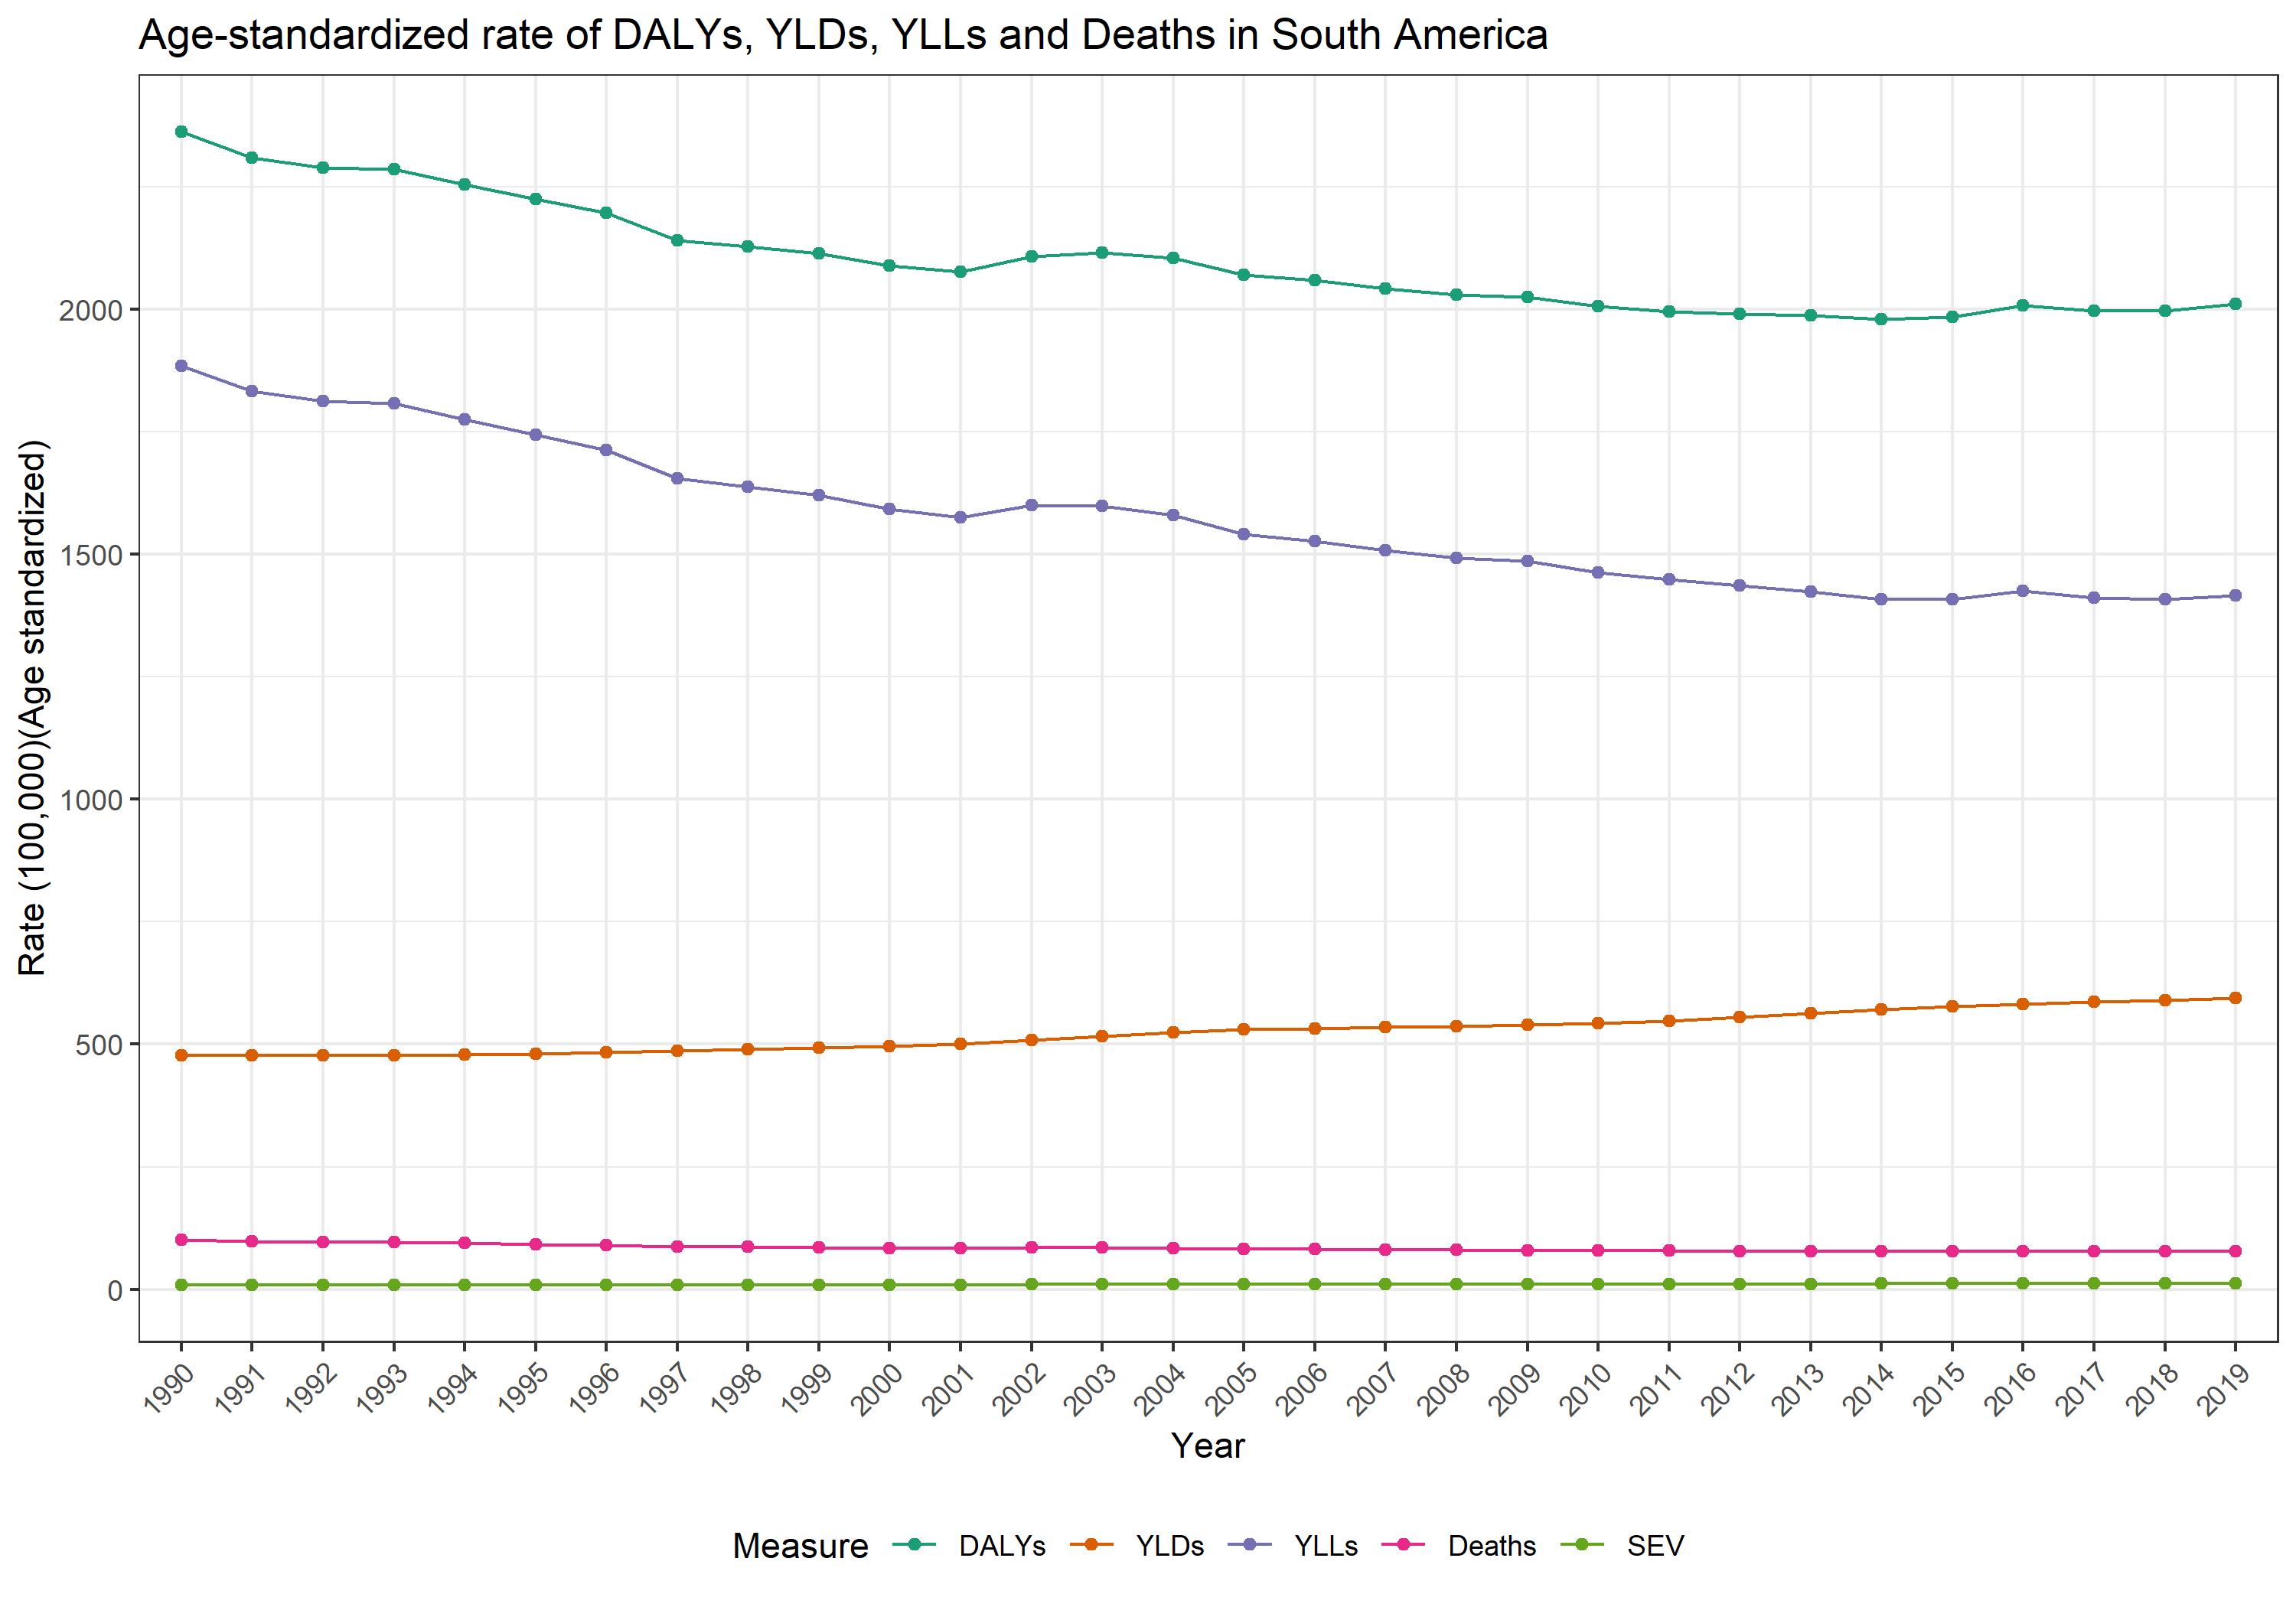 Age-standardized rate of DALYs, YLDs, YLLs and Deaths in South America
Rate (100,000)(Age standardized)
2000
1500
1000
500
0
1990 1991 1992 1993 1994 1995 1996 1997 1998 1999 2000 2001 2002 2003 2004 2005 2006 2007 2008 2009 2010 2011 2012 2013 2014 2015 2016 2017 2018 2019
Year
Measure DALYs YLDs YLLs Deaths SEV